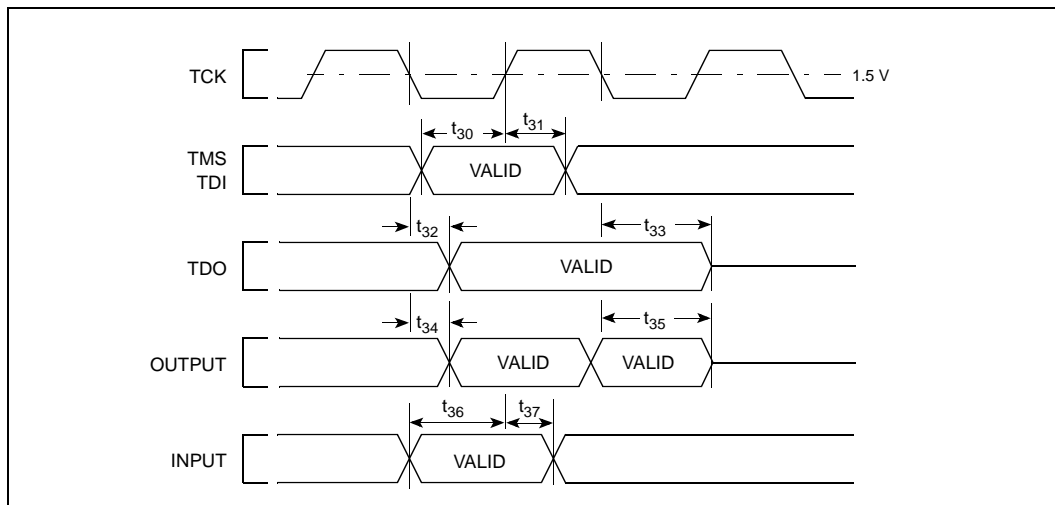 TCK
1.5 V
t30
t31
TMS
TDI
VALID
t32
t33
TDO
VALID
t34
t35
OUTPUT
VALID
VALID
t36
t37
INPUT
VALID